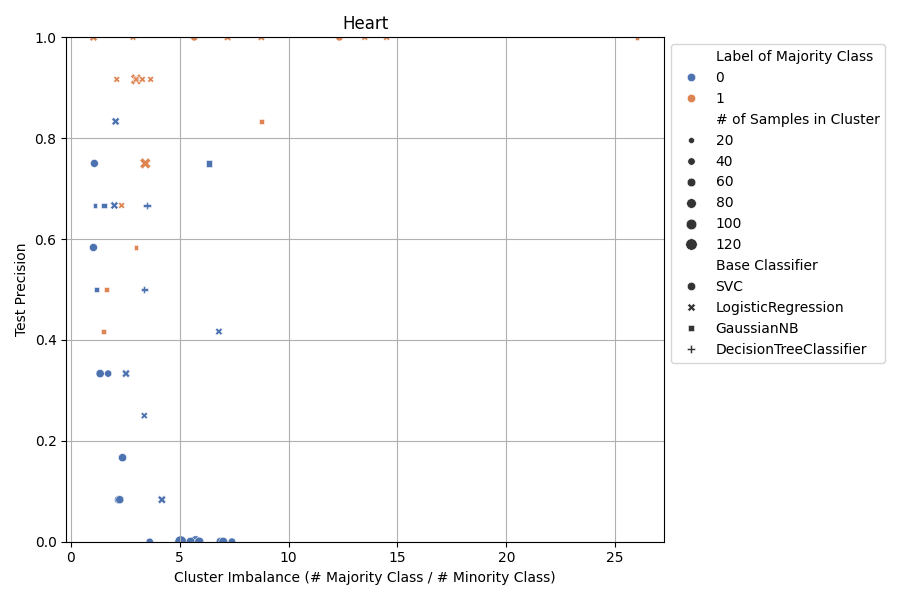 Heart
Test Precision
1.0
0.8
0.6
0.4
0.2
0.0
0 5 10 15 20 25
Cluster Imbalance (# Majority Class / # Minority Class)
Label of Majority Class
0
1
# of Samples in Cluster
20
40
60
80
100
120
Base Classifier
SVC
LogisticRegression
GaussianNB
DecisionTreeClassifier